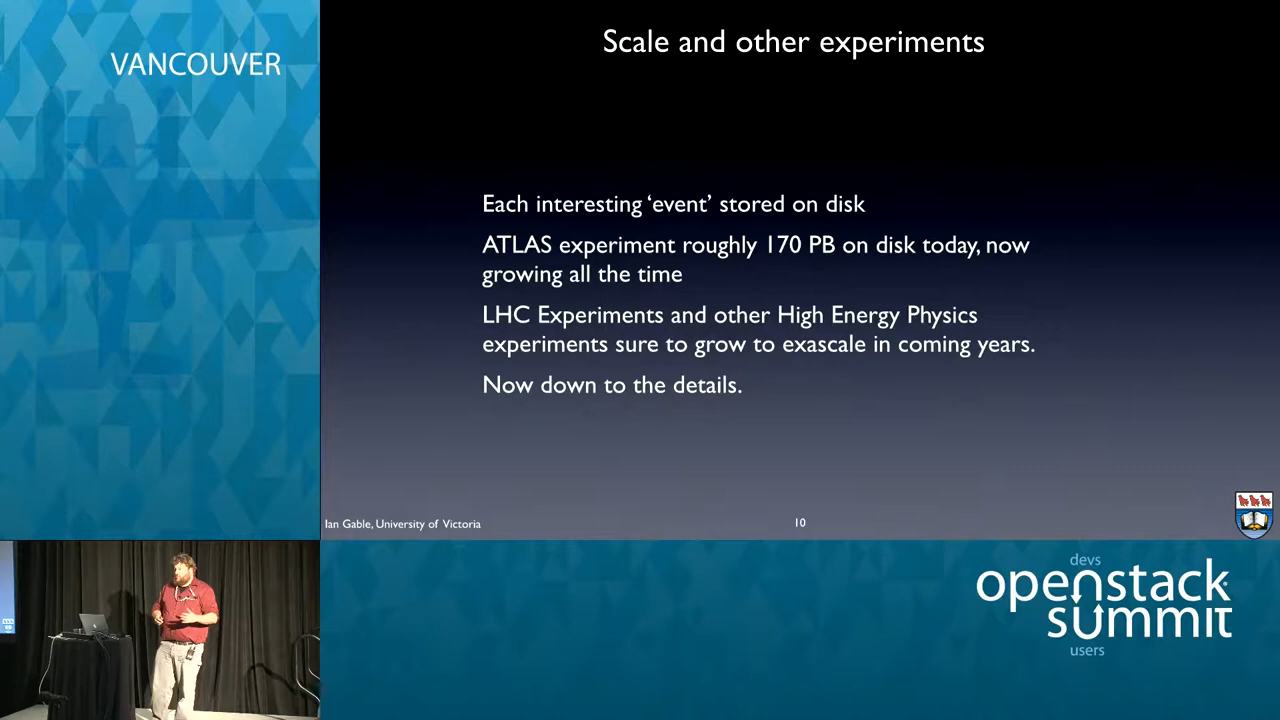 VANCOUVER
Scale and other experiments
Each interesting ‘event’ stored on disk
ATLAS experiment roughly 170 PB on disk today, now
growing all the time
LHC Experiments and other High Energy Physics
experiments sure to grow to exascale in coming years.
Now down to the details.
Ian Gable, University of Victoria
10
devs
openstack
summit
users